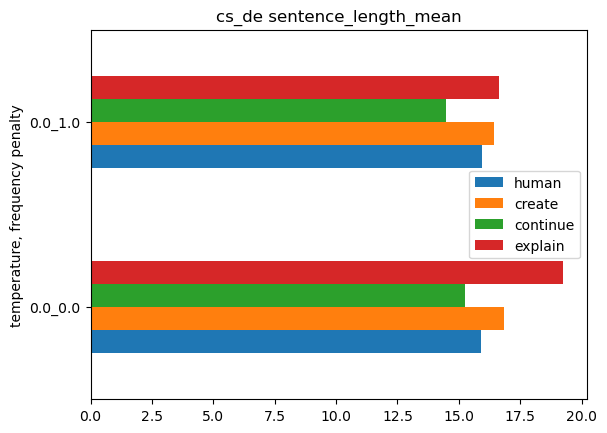 cs_de sentence_length_mean
temperature, frequency penalty
0.0_1.0
0.0_0.0
human
create
continue
explain
0.0 2.5 5.0 7.5 10.0 12.5 15.0 17.5 20.0